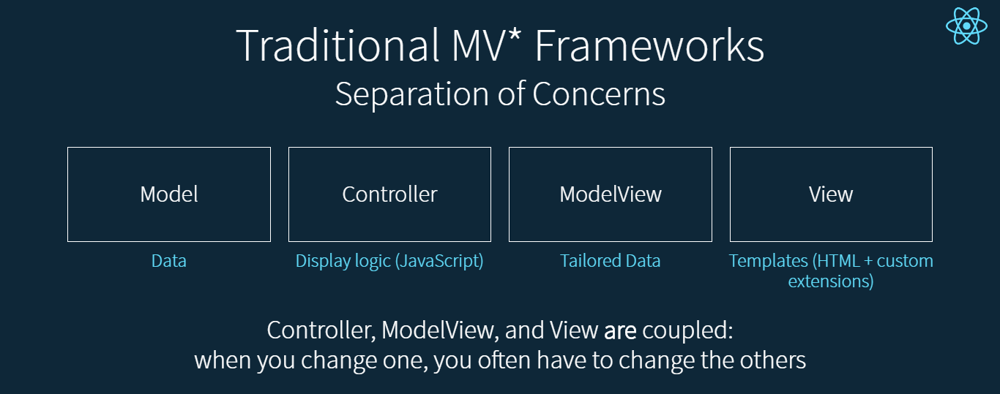 Traditional MV* Frameworks
Separation of Concerns
Model
Controller
ModelView
View
Data
Display logic (JavaScript)
Tailored Data
Templates (HTML + custom
extensions)
Controller, ModelView, and View are coupled:
when you change one, you often have to change the others